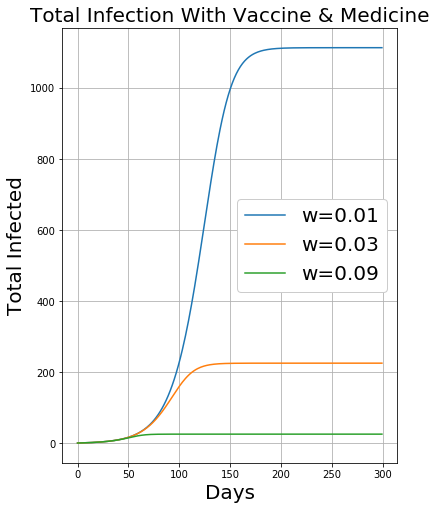 Total Infection With Vaccine & Medicine
Total Infected
1000
800
600
400
200
0
w=0.01
w=0.03
w=0.09
0 50 100 150 200 250 300
Days